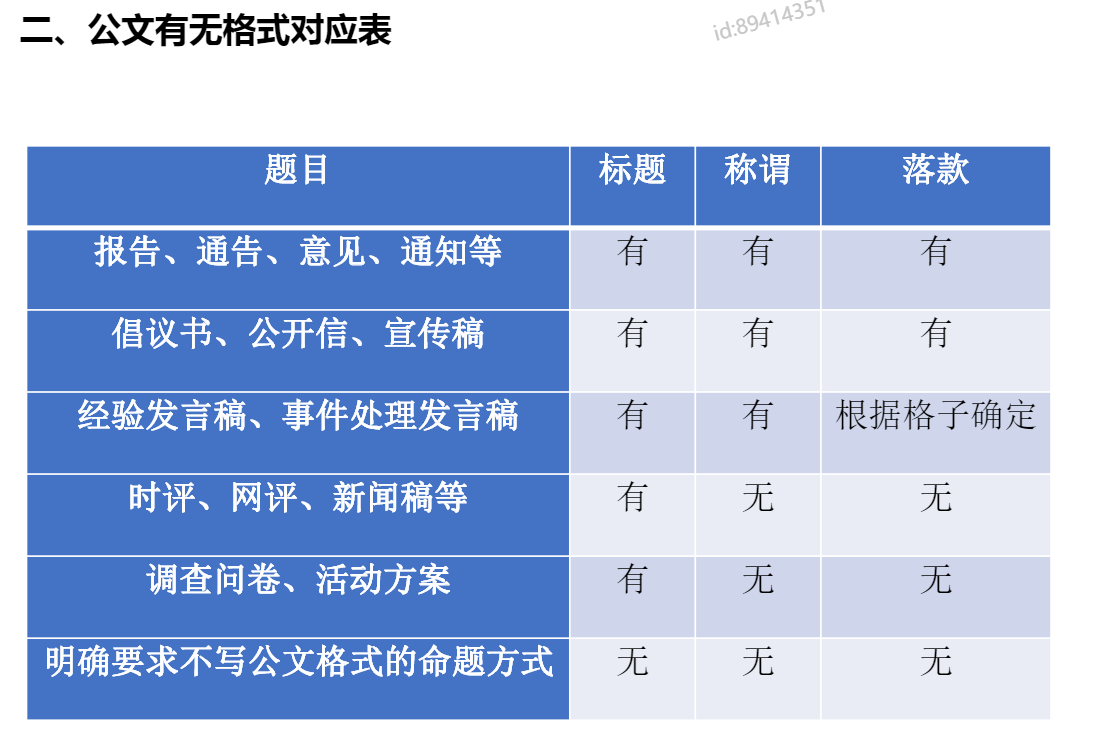 二、公文有无格式对应表
id:89414351
题目 标题 称谓 落款
报告、通告、意见、通知等 有 有 有
倡议书、公开信、宣传稿 有 有 有
经验发言稿、事件处理发言稿 有 有 根据格子确定
时评、网评、新闻稿等 有 无 无
调查问卷、活动方案 有 无 无
明确要求不写公文格式的命题方式 无 无 无